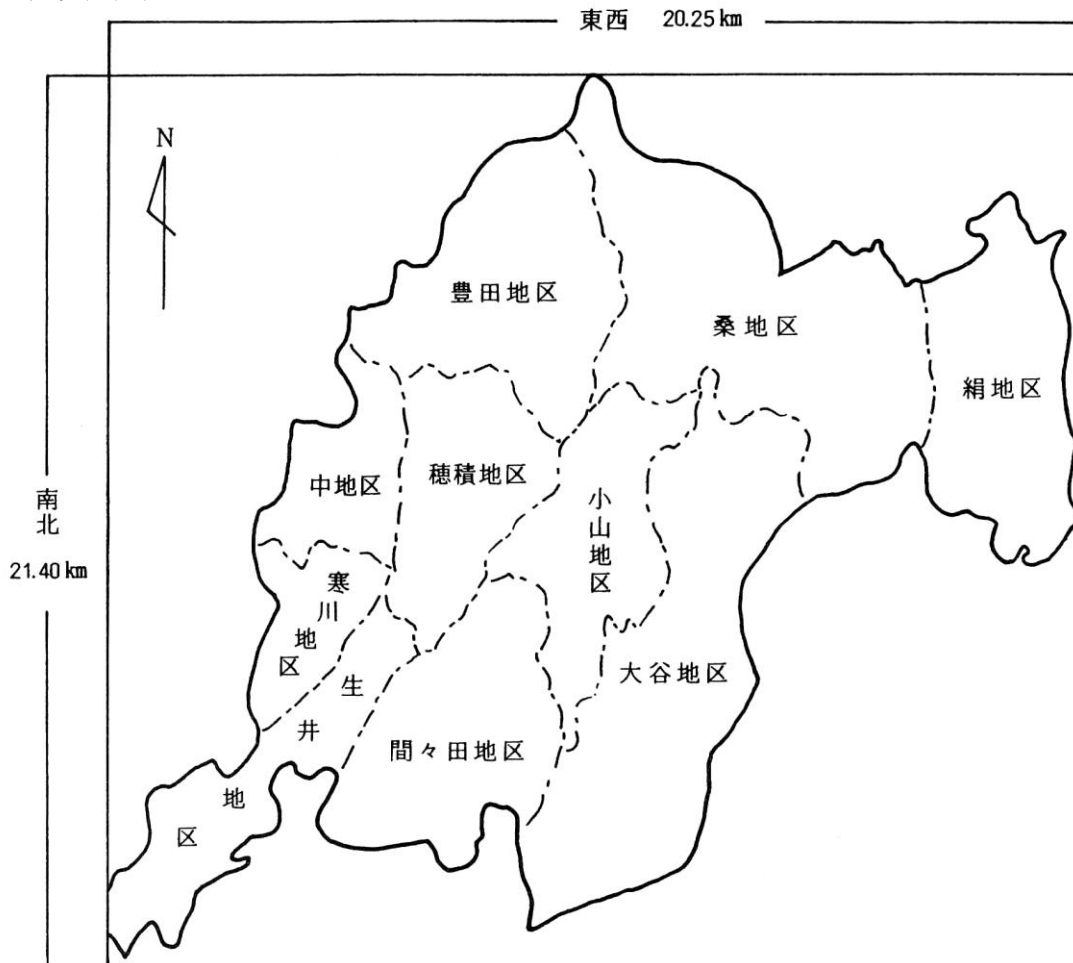 東西 20.25km
N
豊田地区
桑地区
絹地区
中地区
穂積地区
小山地区
南北
21.40km
寒川地区
大谷地区
生井地区
間々田地区